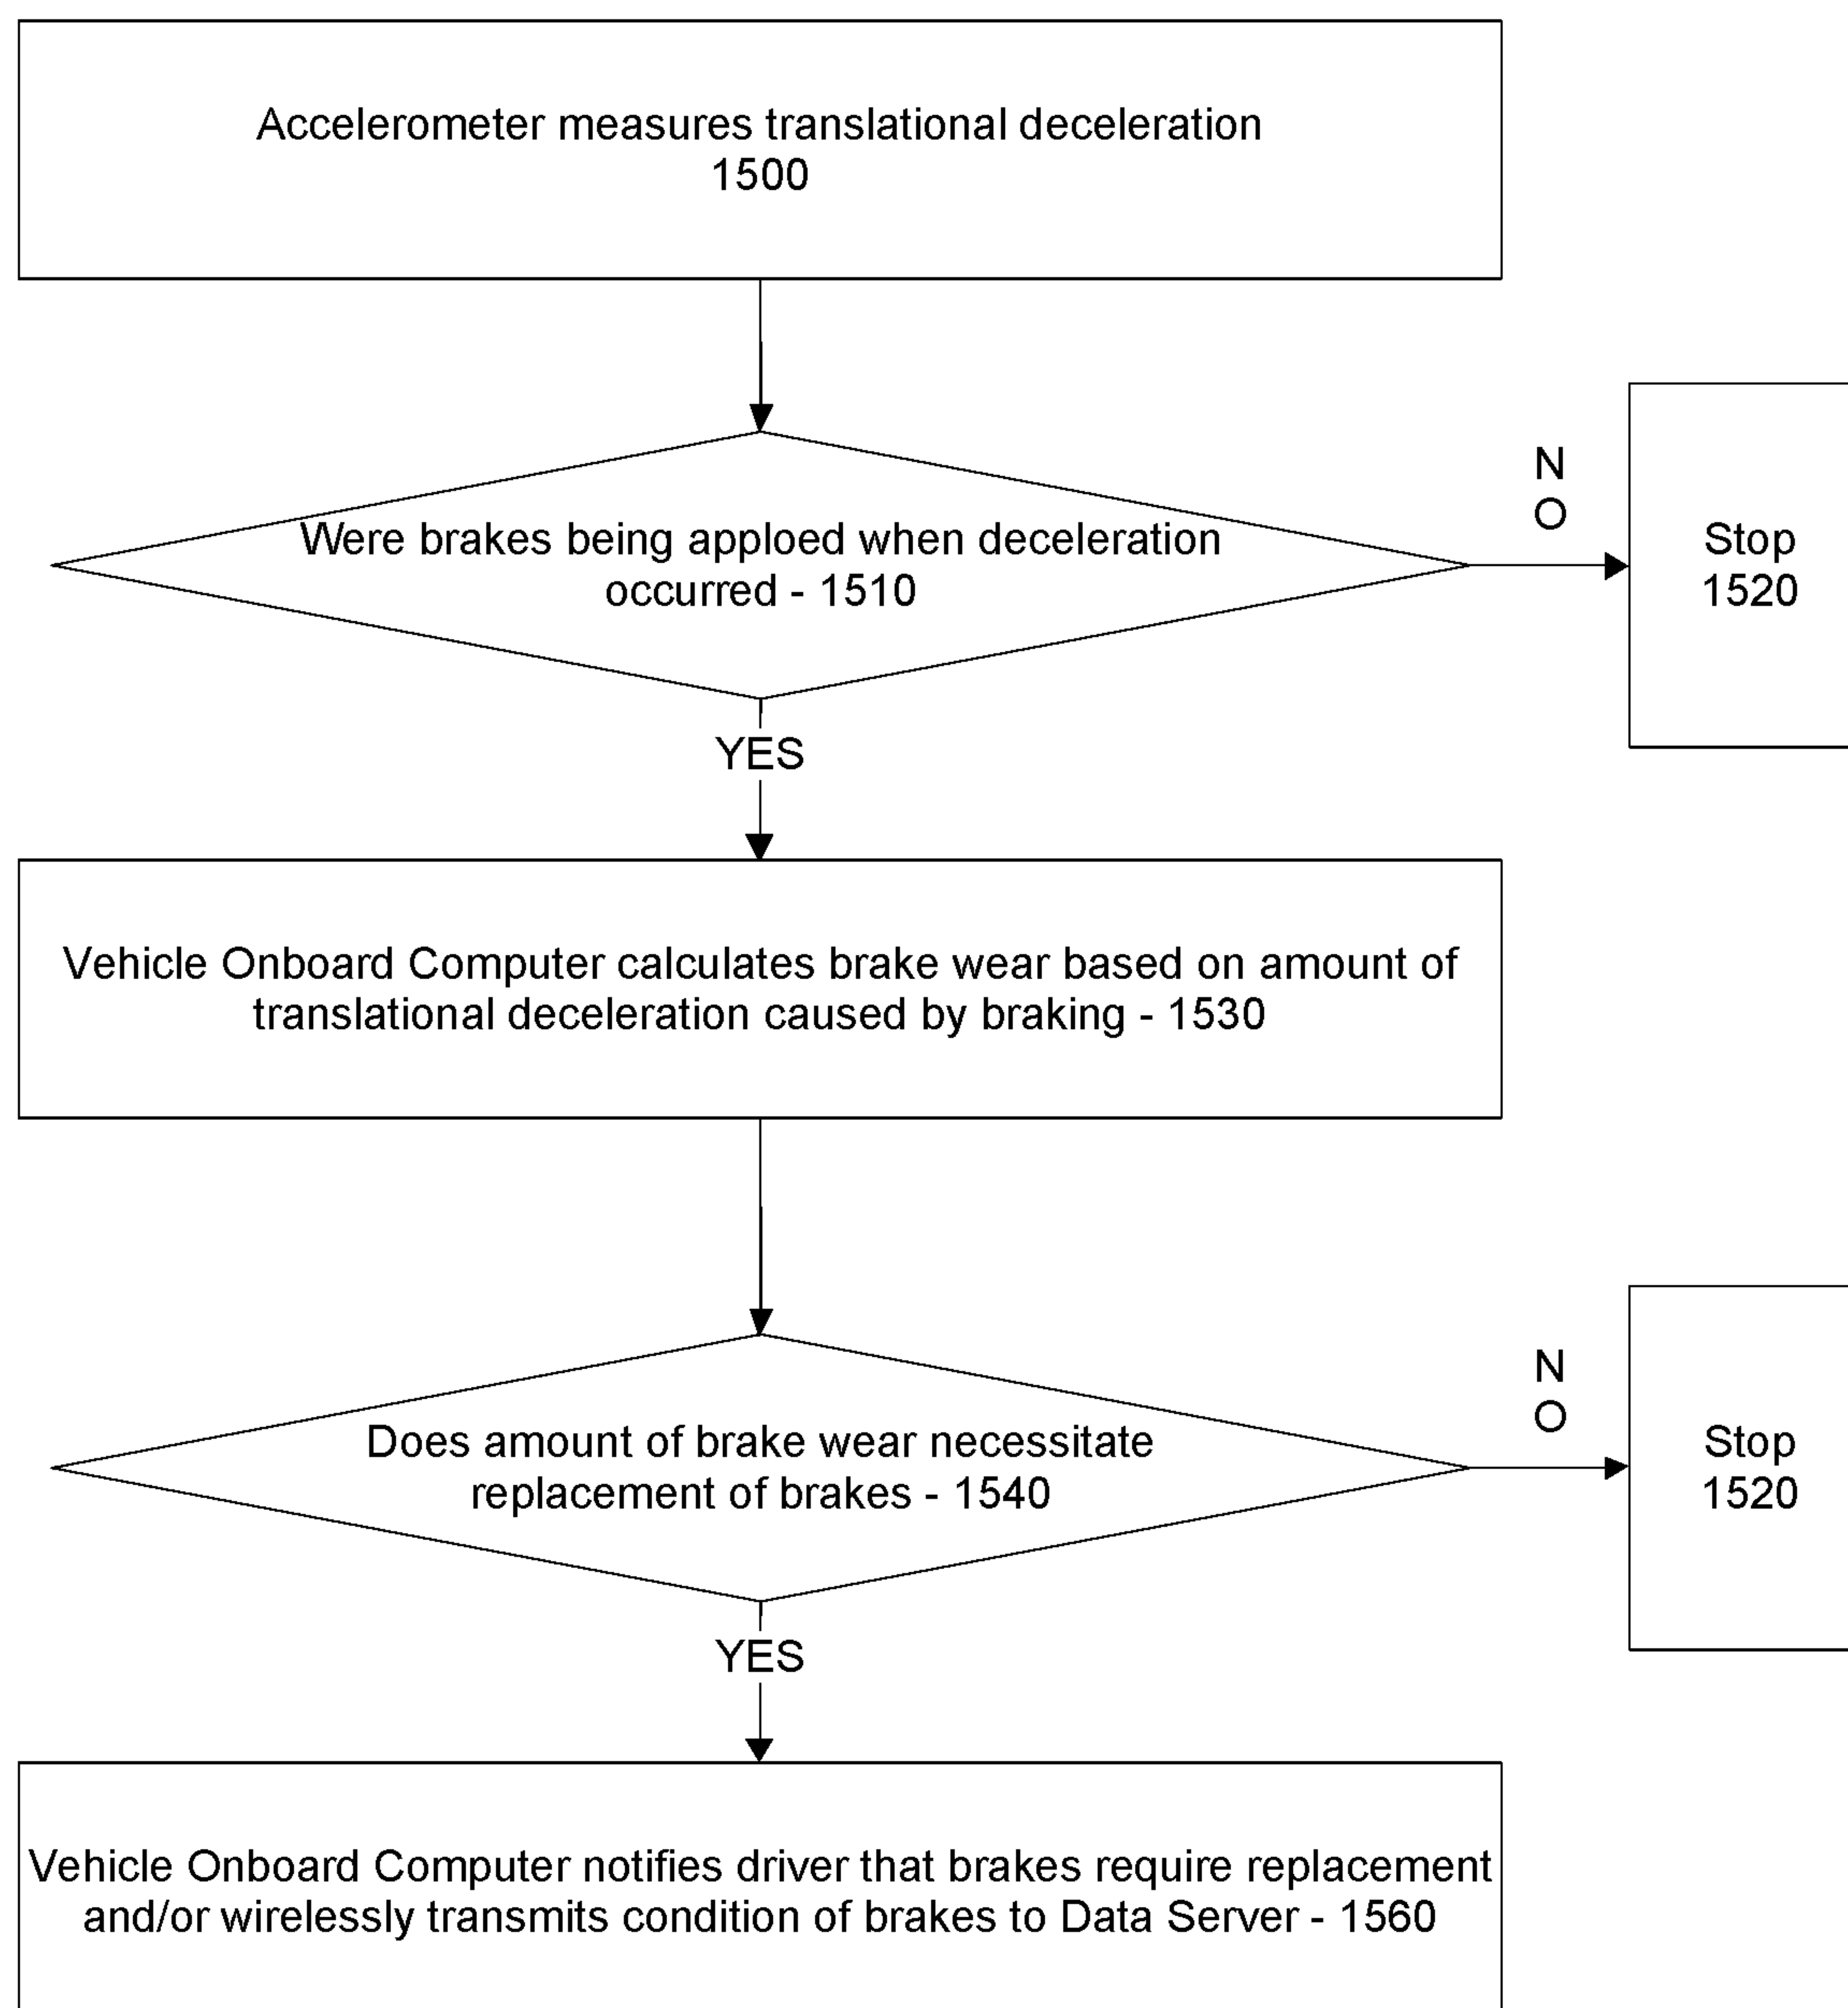 Accelerometer measures translational deceleration
1500
Were brakes being apploed when deceleration
occurred - 1510
N
O
Stop
1520
YES
Vehicle Onboard Computer calculates brake wear based on amount of
translational deceleration caused by braking - 1530
Does amount of brake wear necessitate
replacement of brakes - 1540
N
O
Stop
1520
YES
Vehicle Onboard Computer notifies driver that brakes require replacement
and/or wirelessly transmits condition of brakes to Data Server - 1560